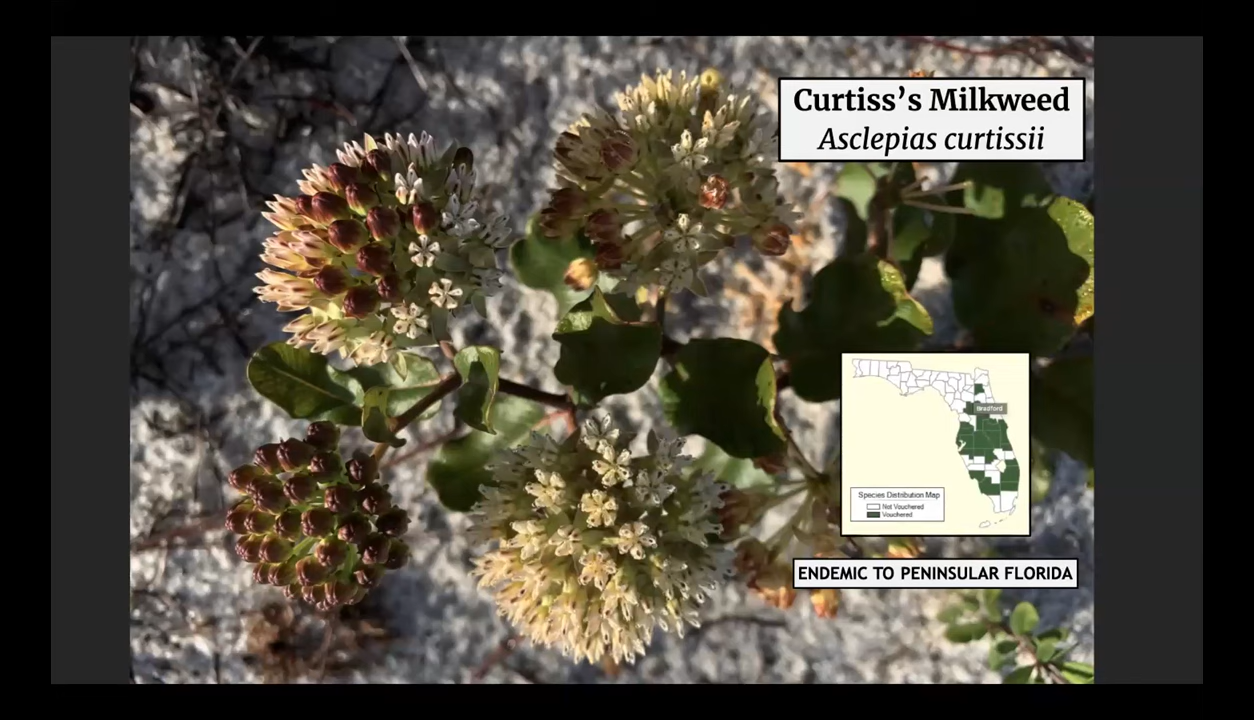 Curtiss's Milkweed
Asclepias curtissii
Bradford
Species Distribution Map
Not Vouchered
Vouchered
ENDEMIC TO PENINSULAR FLORIDA